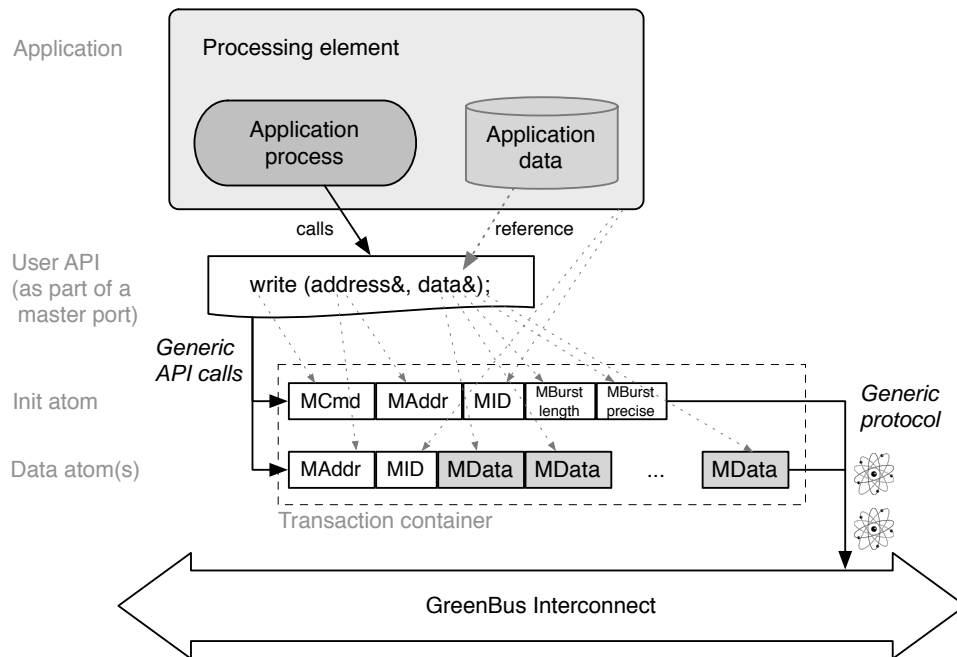 Application
Processing element
Application
process
Application
data
calls
reference
User API
(as part of a
master port)
write (address&, data&);
Generic
API calls
Init atom
MCmd
MAddr
MID
MBurst
length
MBurst
precise
Generic
protocol
Data atom(s)
MAddr
MID
MData
MData
...
MData
Transaction container
GreenBus Interconnect